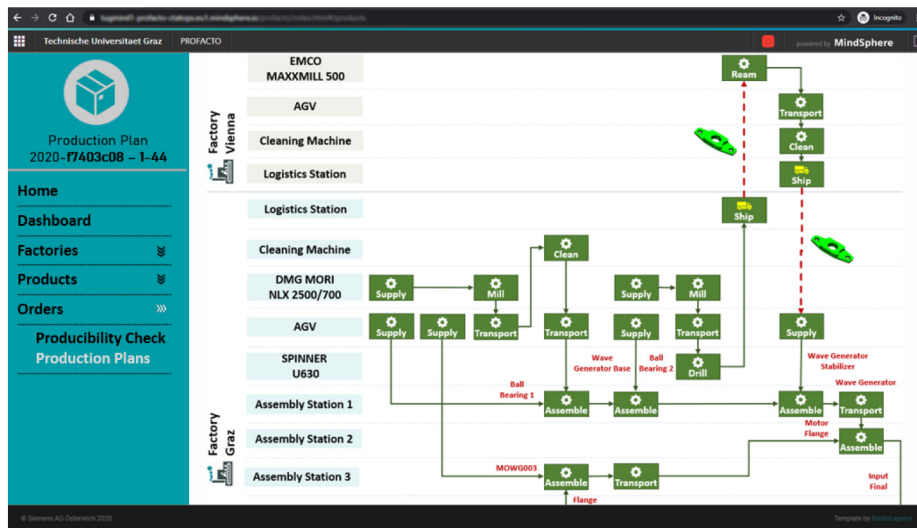 Incognito
Technische Universitaet Graz
PROFACTO
powered by MindSphere
Production Plan
2020-f7403c08 – 1-44
Home
Dashboard
Factories
Products
Orders
Producibility Check
Production Plans
Factory
Vienna
EMCO
MAXXMILL 500
Ream
AGV
Transport
Cleaning Machine
Clean
Logistics Station
Ship
Factory
Graz
Logistics Station
Ship
Cleaning Machine
Clean
DMG MORI
NLX 2500/700
Supply
Mill
Supply
Mill
AGV
Supply
Supply
Transport
Transport
Supply
Transport
Supply
SPINNER
U630
Wave
Generator Base
Ball
Bearing 2
Drill
Wave Generator
Stabilizer
Ball
Bearing 1
Wave Generator
Assembly Station 1
Assemble
Assemble
Assemble
Transport
Motor
Flange
Assembly Station 2
Assemble
MOWG003
Assembly Station 3
Assemble
Transport
Input
Final
Flange
© Siemens AG Österreich 2020
Template by